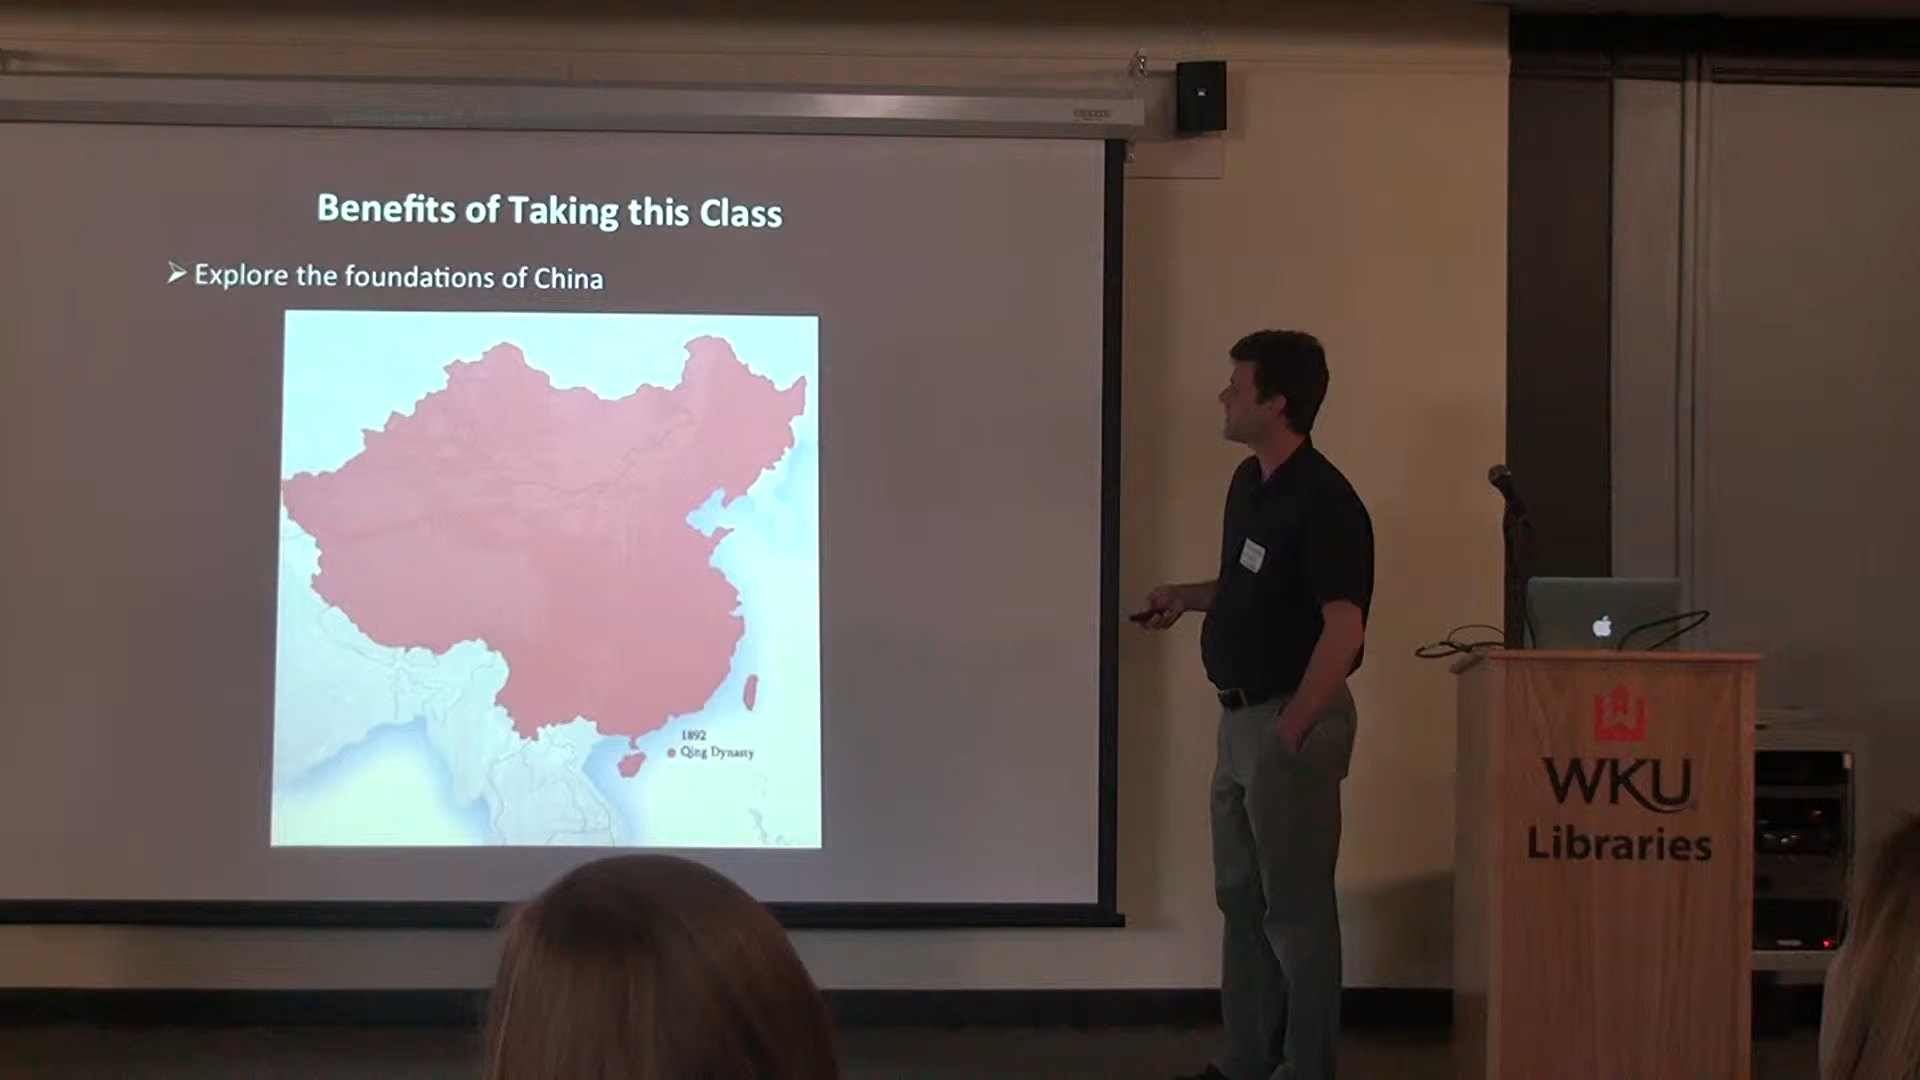 Benefits of Taking this Class
➢ Explore the foundations of China
1892
Qing Dynasty
WKU
Libraries